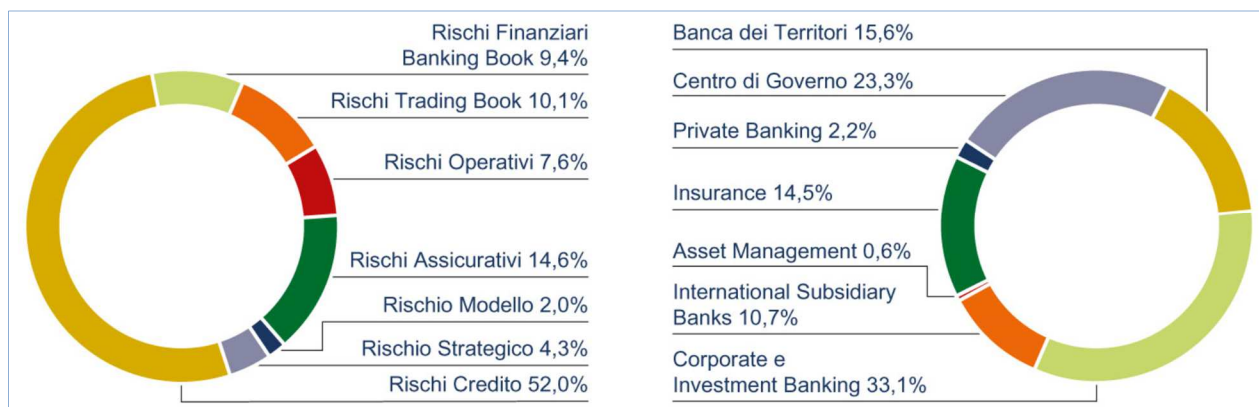 Rischi Finanziari
Banking Book 9,4%
Rischi Trading Book 10,1%
Rischi Operativi 7,6%
Rischi Assicurativi 14,6%
Rischio Modello 2,0%
Rischio Strategico 4,3%
Rischi Credito 52,0%
Banca dei Territori 15,6%
Centro di Governo 23,3%
Private Banking 2,2%
Insurance 14,5%
Asset Management 0,6%
International Subsidiary
Banks 10,7%
Corporate e
Investment Banking 33,1%